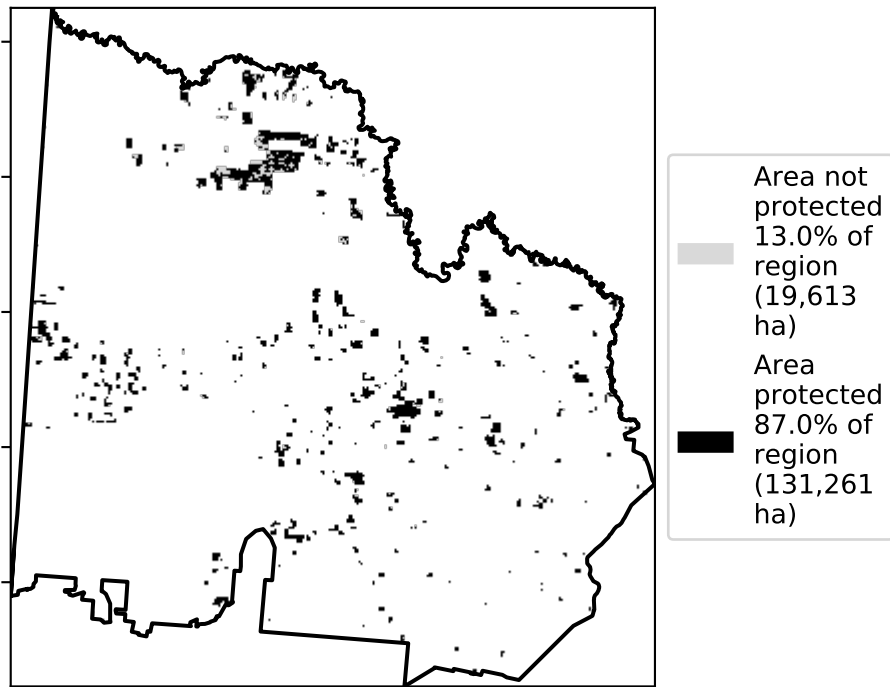 Area not
protected
13.0% of
region
(19,613
ha)
Area
protected
87.0% of
region
(131,261
ha)